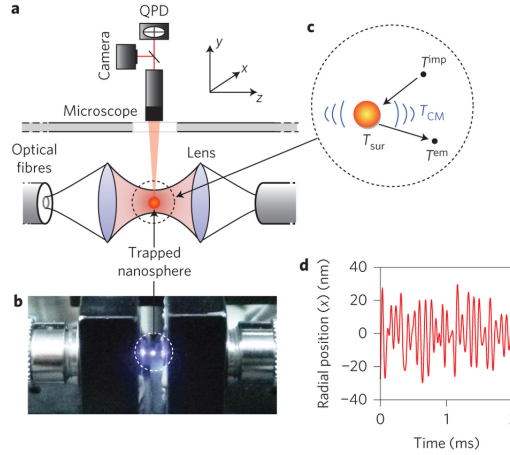 a
QPD
Camera
y
x
z
Microscope
Optical
fibres
Lens
Trapped
nanosphere
b
c
T^imp
T_CM
T_sur
T^em
d
Radial position (x) (nm)
40
20
0
−20
−40
0
1
2
Time (ms)